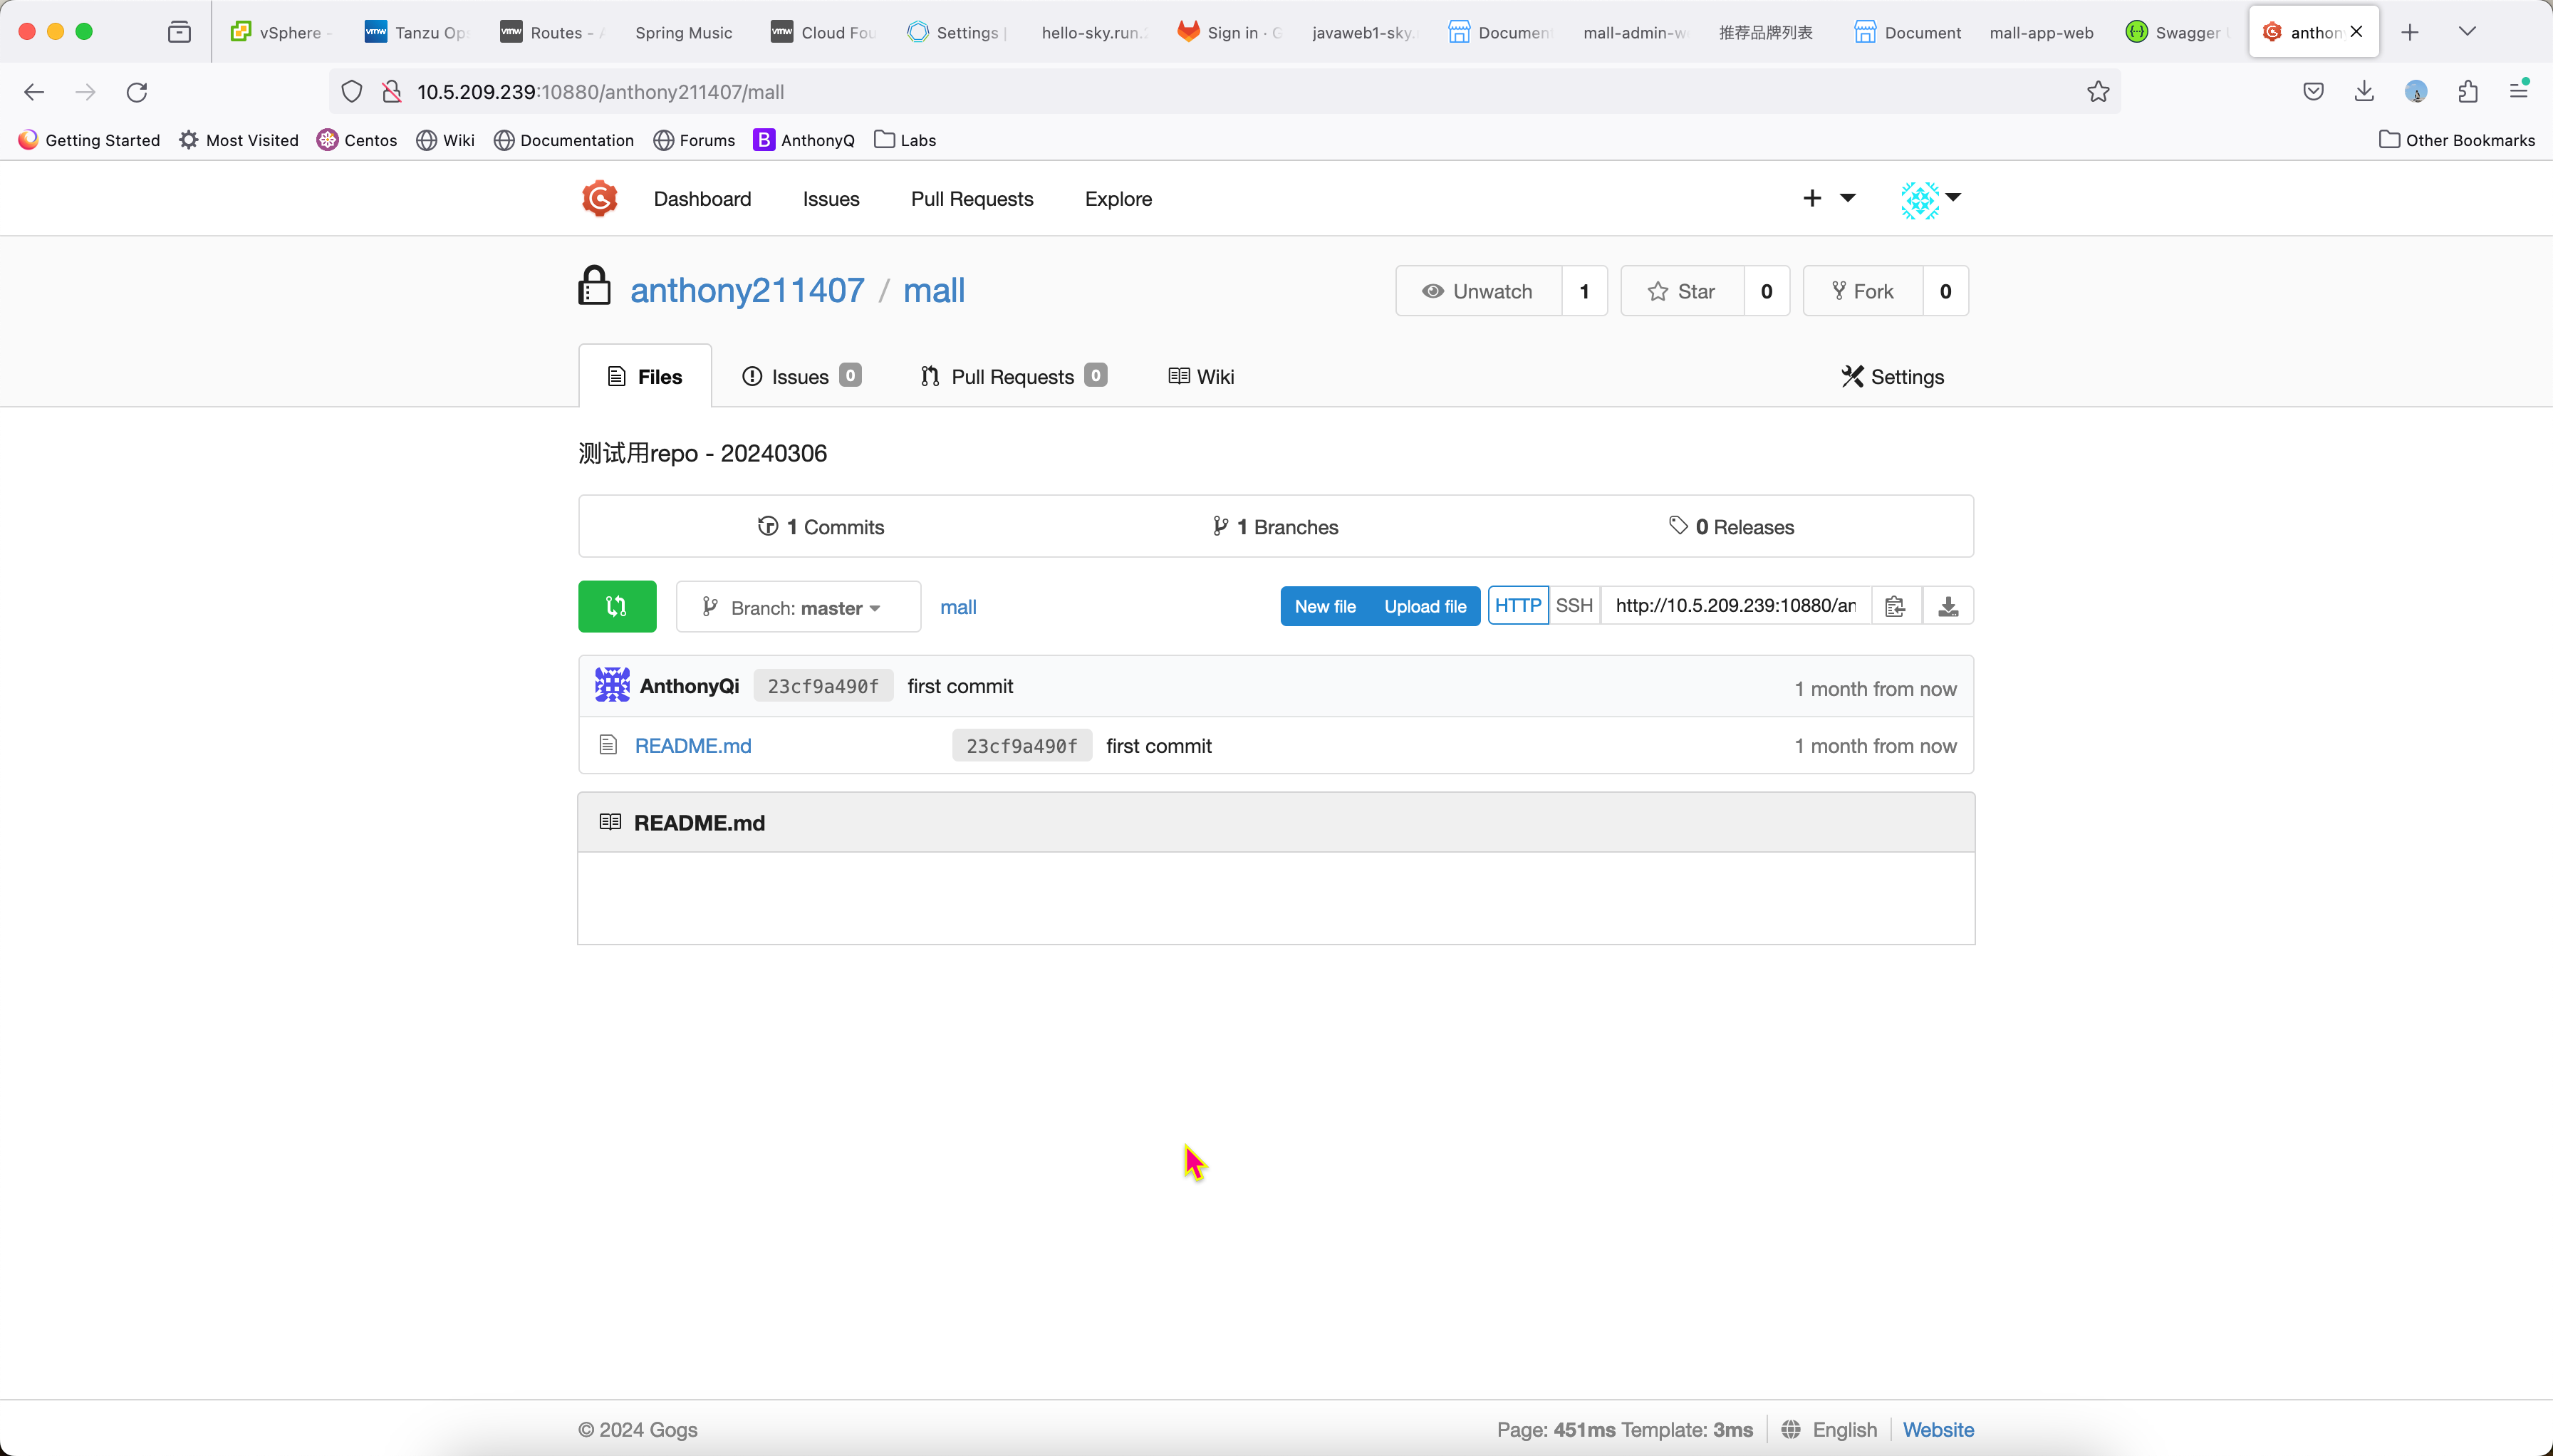 vSphere -
Tanzu Op
Routes - A
Spring Music
Cloud Fou
Settings |
hello-sky.run.
Sign in · G
javaweb1-sky.
Documen
mall-admin-w
推荐品牌列表
Document
mall-app-web
Swagger
anthon
10.5.209.239:10880/anthony211407/mall
Getting Started
Most Visited
Centos
Wiki
Documentation
Forums
B AnthonyQ
Labs
Other Bookmarks
Dashboard
Issues
Pull Requests
Explore
anthony211407 / mall
Unwatch 1
Star 0
Fork 0
Files
Issues 0
Pull Requests 0
Wiki
Settings
测试用repo - 20240306
1 Commits
1 Branches
0 Releases
Branch: master
mall
New file
Upload file
HTTP
SSH
http://10.5.209.239:10880/an
AnthonyQi 23cf9a490f first commit 1 month from now
README.md 23cf9a490f first commit 1 month from now
README.md
© 2024 Gogs
Page: 451ms Template: 3ms
English
Website